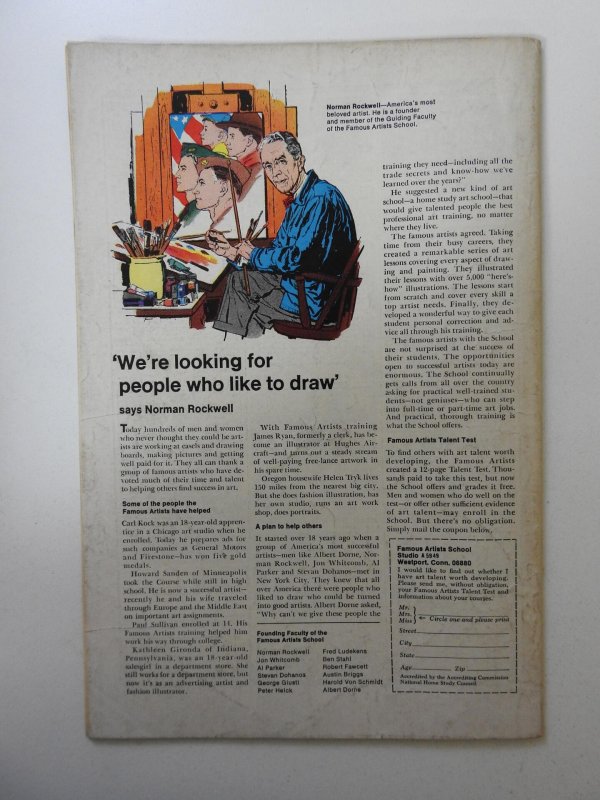 Norman Rockwell—America's most
beloved artist. He is a founder
and member of the Guiding Faculty
of the Famous Artists School.
'We're looking for
people who like to draw'
says Norman Rockwell
Today hundreds of men and women
who never thought they could be art-
ists are working at easels and drawing
boards, making pictures and getting
well paid for it. They all can thank a
group of famous artists who have de-
voted much of their time and talent
to helping others find success in art.
Some of the people the
Famous Artists have helped
Carl Kock was an 18-year-old appren-
tice in a Chicago art studio when he
enrolled. Today he prepares ads for
such companies as General Motors
and Firestone—has won five gold
medals.
Howard Sanden of Minneapolis
took the Course while still in high
school. He is now a successful artist—
recently he and his wife traveled
through Europe and the Middle East
on important art assignments.
Paul Sullivan enrolled at 14. His
Famous Artists training helped him
work his way through college.
Kathleen Gironda of Indiana,
Pennsylvania, was an 18-year-old
salesgirl in a department store. She
still works for a department store, but
now it's as an advertising artist and
fashion illustrator.
With Famous Artists training
James Ryan, formerly a clerk, has be-
come an illustrator at Hughes Air-
craft—and turns out a steady stream
of well-paying free-lance artwork in
his spare time.
Oregon housewife Helen Tryk lives
150 miles from the nearest big city.
But she does fashion illustration, has
her own studio, runs an art work
shop, does portraits.
A plan to help others
It started over 18 years ago when a
group of America's most successful
artists—men like Albert Dorne, Nor-
man Rockwell, Jon Whitcomb, Al
Parker and Stevan Dohanos—met in
New York City. They knew that all
over America there were people who
liked to draw who could be turned
into good artists. Albert Dorne asked,
"Why can't we give these people the
Founding Faculty of the
Famous Artists School
Norman Rockwell
Jon Whitcomb
Al Parker
Stevan Dohanos
George Giusti
Peter Helck
Fred Ludekens
Ben Stahl
Robert Fawcett
Austin Briggs
Harold Von Schmidt
Albert Dorne
training they need—including all the
trade secrets and know-how we've
learned over the years?"
He suggested a new kind of art
school—a home study art school—that
would give talented people the best
professional art training, no matter
where they live.
The famous artists agreed. Taking
time from their busy careers, they
created a remarkable series of art
lessons covering every aspect of draw-
ing and painting. They illustrated
their lessons with over 5,000 "here's-
how" illustrations. The lessons start
from scratch and cover every skill a
top artist needs. Finally, they de-
veloped a wonderful way to give each
student personal correction and ad-
vice all through his training.
The famous artists with the School
are not surprised at the success of
their students. The opportunities
open to successful artists today are
enormous. The School continually
gets calls from all over the country
asking for practical well-trained stu-
dents—not geniuses—who can step
into full-time or part-time art jobs.
And practical, thorough training is
what the School offers.
Famous Artists Talent Test
To find others with art talent worth
developing, the Famous Artists
created a 12-page Talent Test. Thou-
sands paid to take this test, but now
the School offers and grades it free.
Men and women who do well on the
test—or offer other sufficient evidence
of art talent—may enroll in the
School. But there's no obligation.
Simply mail the coupon below.
Famous Artists School
Studio A 5945
Westport, Conn. 06880
I would like to find out whether I
have art talent worth developing.
Please send me, without obligation,
your Famous Artists Talent Test and
information about your courses.
Mr.
Mrs.
Miss
Circle one and please print
Street
City
State
Age Zip
Accredited by the Accrediting Commission
National Home Study Council